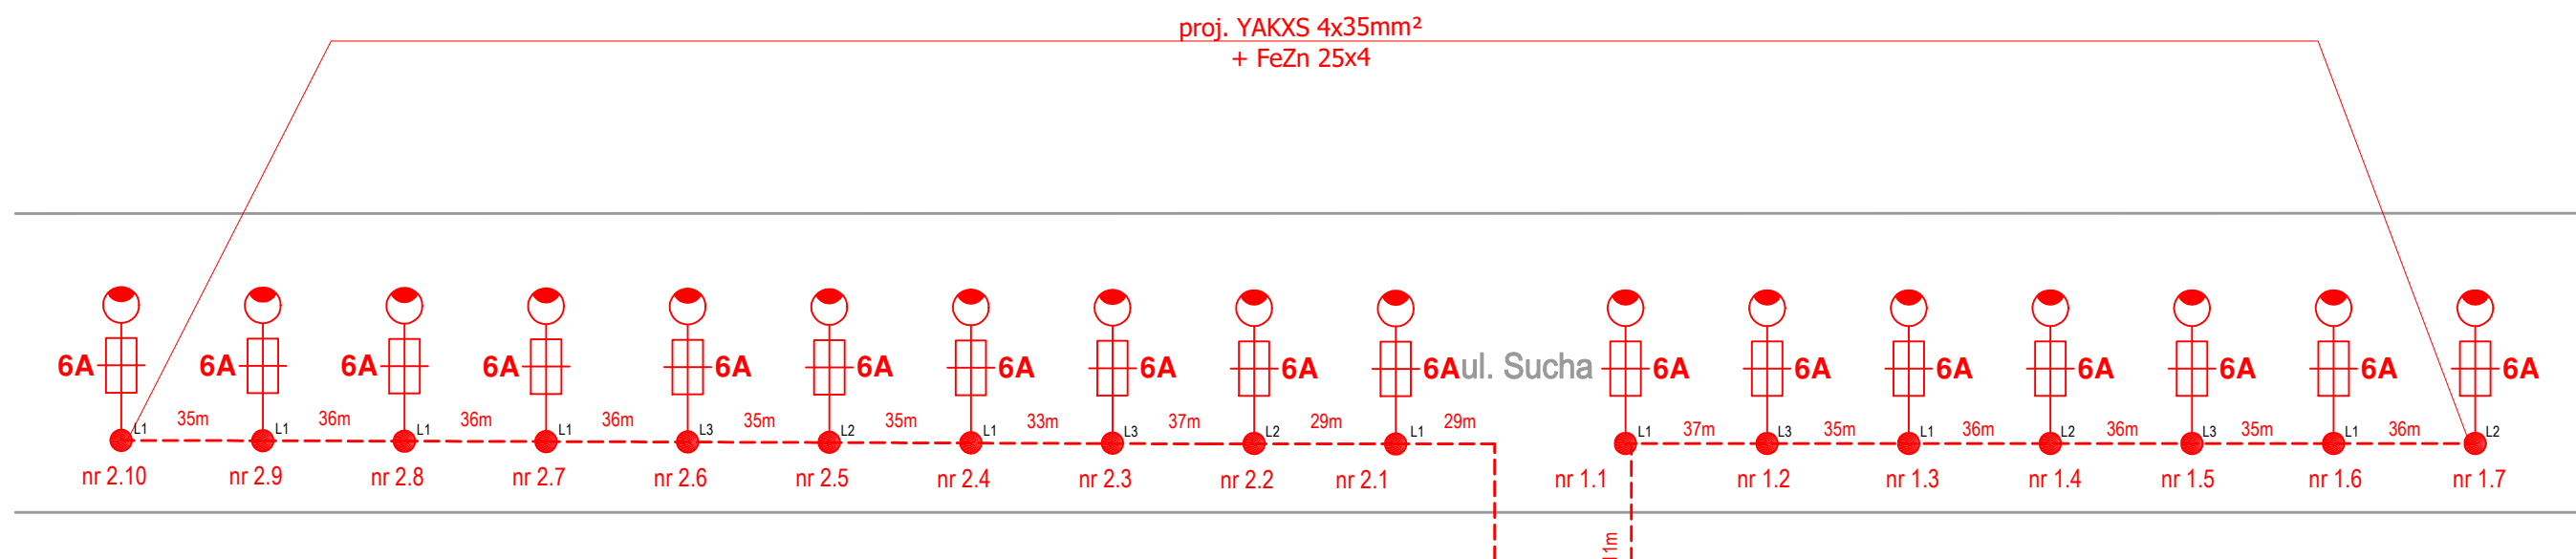 proj. YAKXS 4x35mm²
+ FeZn 25x4
6A 6A 6A 6A 6A 6A 6A 6A 6A 6A ul. Sucha 6A 6A 6A 6A 6A 6A 6A
35m 36m 36m 36m 35m 35m 33m 37m 29m 29m 37m 35m 36m 36m 35m 36m
L1 L1 L1 L1 L3 L2 L1 L3 L2 L1 L1 L3 L1 L2 L3 L1 L2
nr 2.10 nr 2.9 nr 2.8 nr 2.7 nr 2.6 nr 2.5 nr 2.4 nr 2.3 nr 2.2 nr 2.1 nr 1.1 nr 1.2 nr 1.3 nr 1.4 nr 1.5 nr 1.6 nr 1.7